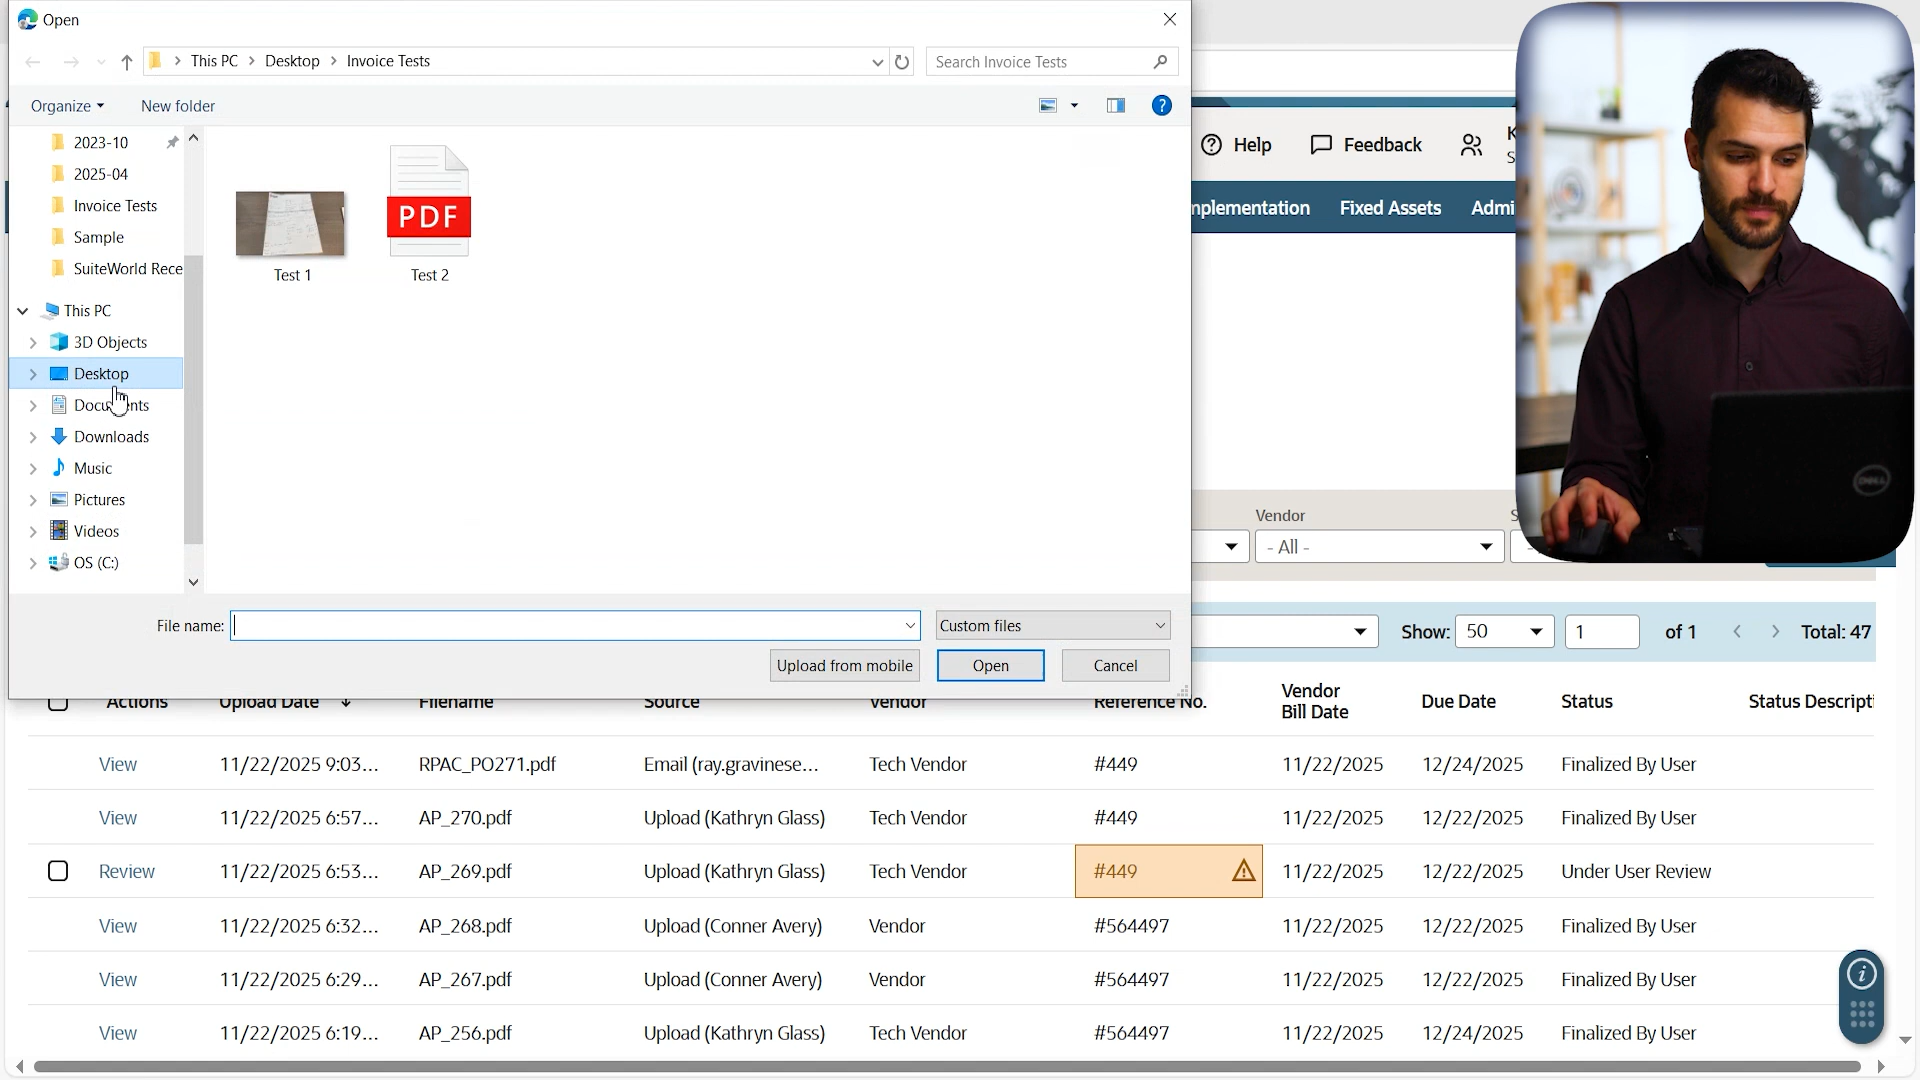 Open
This PC > Desktop > Invoice Tests
Search Invoice Tests
Organize
New folder
2023-10
2025-04
Invoice Tests
Sample
SuiteWorld Rece
This PC
3D Objects
Desktop
Documents
Downloads
Music
Pictures
Videos
OS (C:)
PDF
Test 1
Test 2
File name:
Custom files
Upload from mobile
Open
Cancel
Help
Feedback
K
S
nplementation
Fixed Assets
Admi
DELL
Vendor
- All -
S
Show: 50
1
of 1
Total: 47
Actions Upload Date Filename Source Vendor Reference No. Vendor Bill Date Due Date Status Status Descripti
View 11/22/2025 9:03... RPAC_PO271.pdf Email (ray.gravinese... Tech Vendor #449 11/22/2025 12/24/2025 Finalized By User
View 11/22/2025 6:57... AP_270.pdf Upload (Kathryn Glass) Tech Vendor #449 11/22/2025 12/22/2025 Finalized By User
Review 11/22/2025 6:53... AP_269.pdf Upload (Kathryn Glass) Tech Vendor #449 11/22/2025 12/22/2025 Under User Review
View 11/22/2025 6:32... AP_268.pdf Upload (Conner Avery) Vendor #564497 11/22/2025 12/22/2025 Finalized By User
View 11/22/2025 6:29... AP_267.pdf Upload (Conner Avery) Vendor #564497 11/22/2025 12/22/2025 Finalized By User
View 11/22/2025 6:19... AP_256.pdf Upload (Kathryn Glass) Tech Vendor #564497 11/22/2025 12/24/2025 Finalized By User